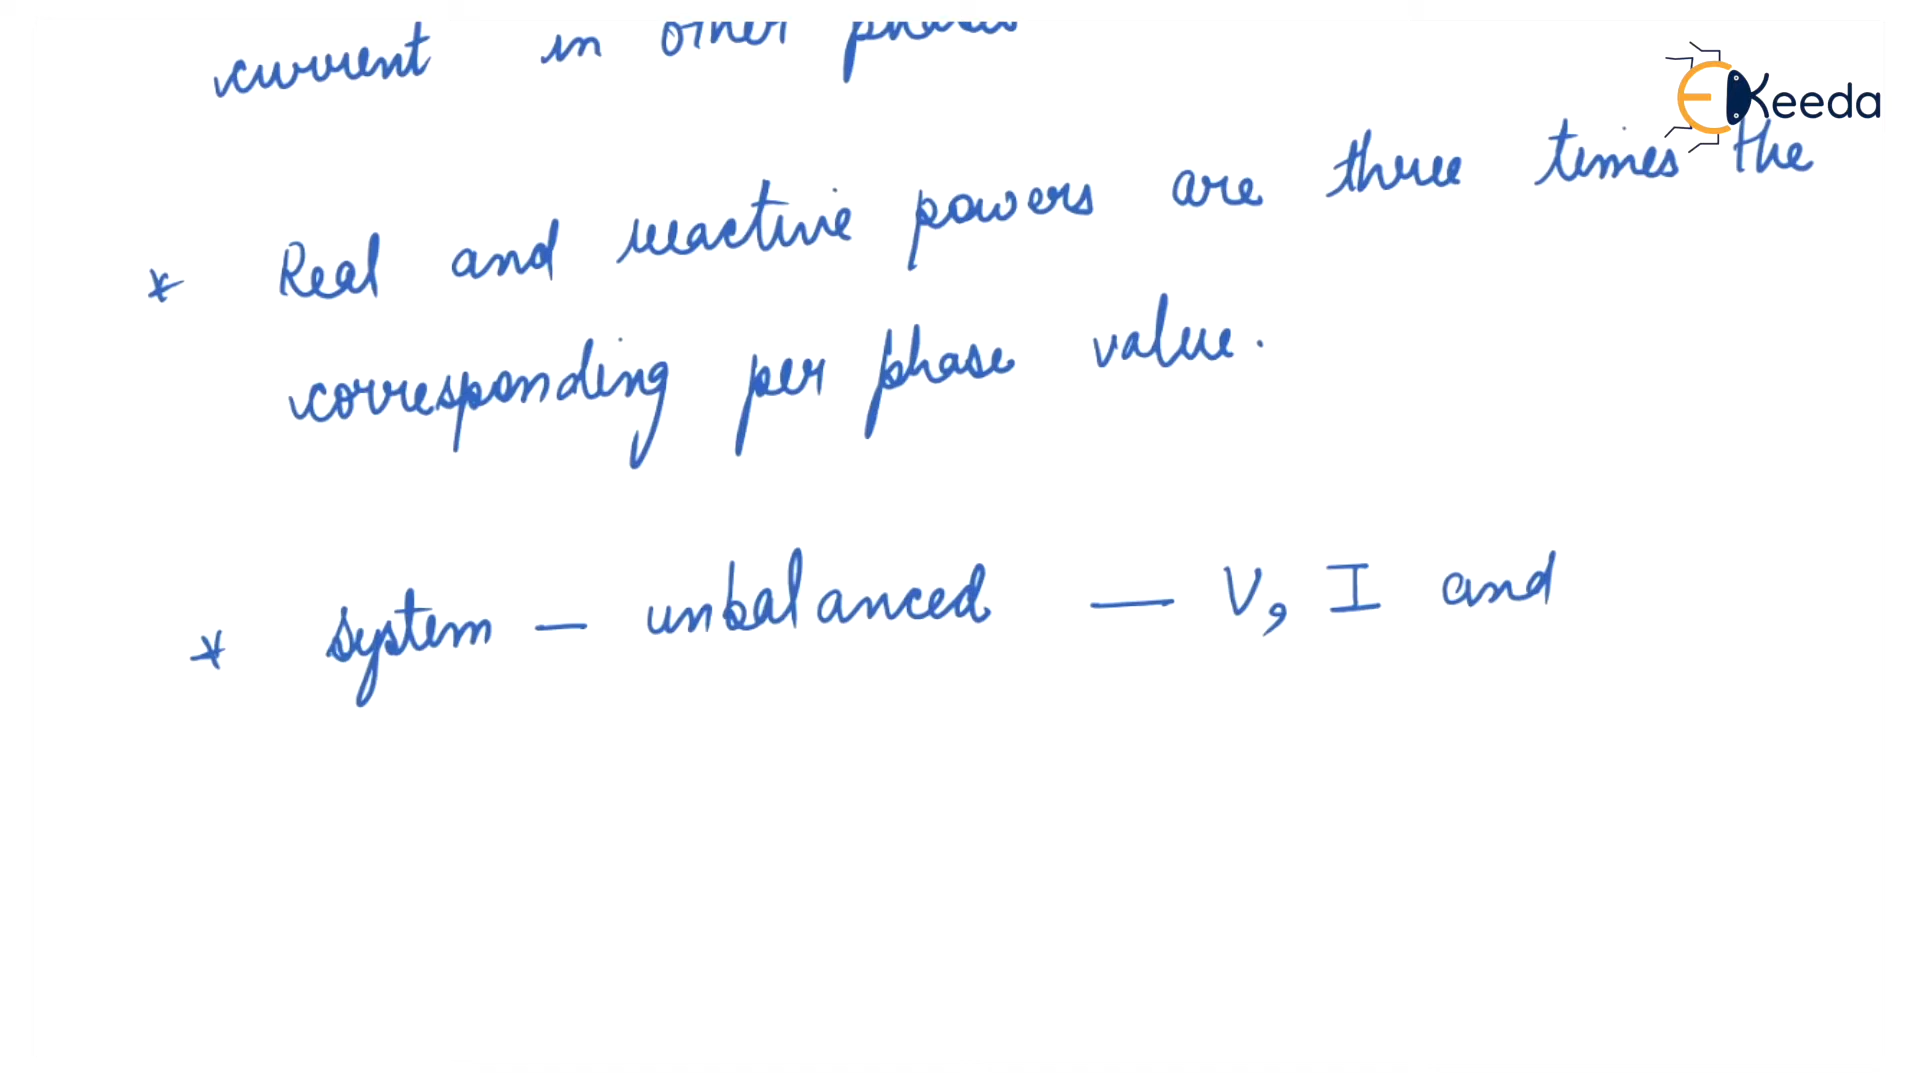 current in other phases
Keeda
* Real and reactive powers are three times the
corresponding per phase value.
* system - unbalanced — V, I and